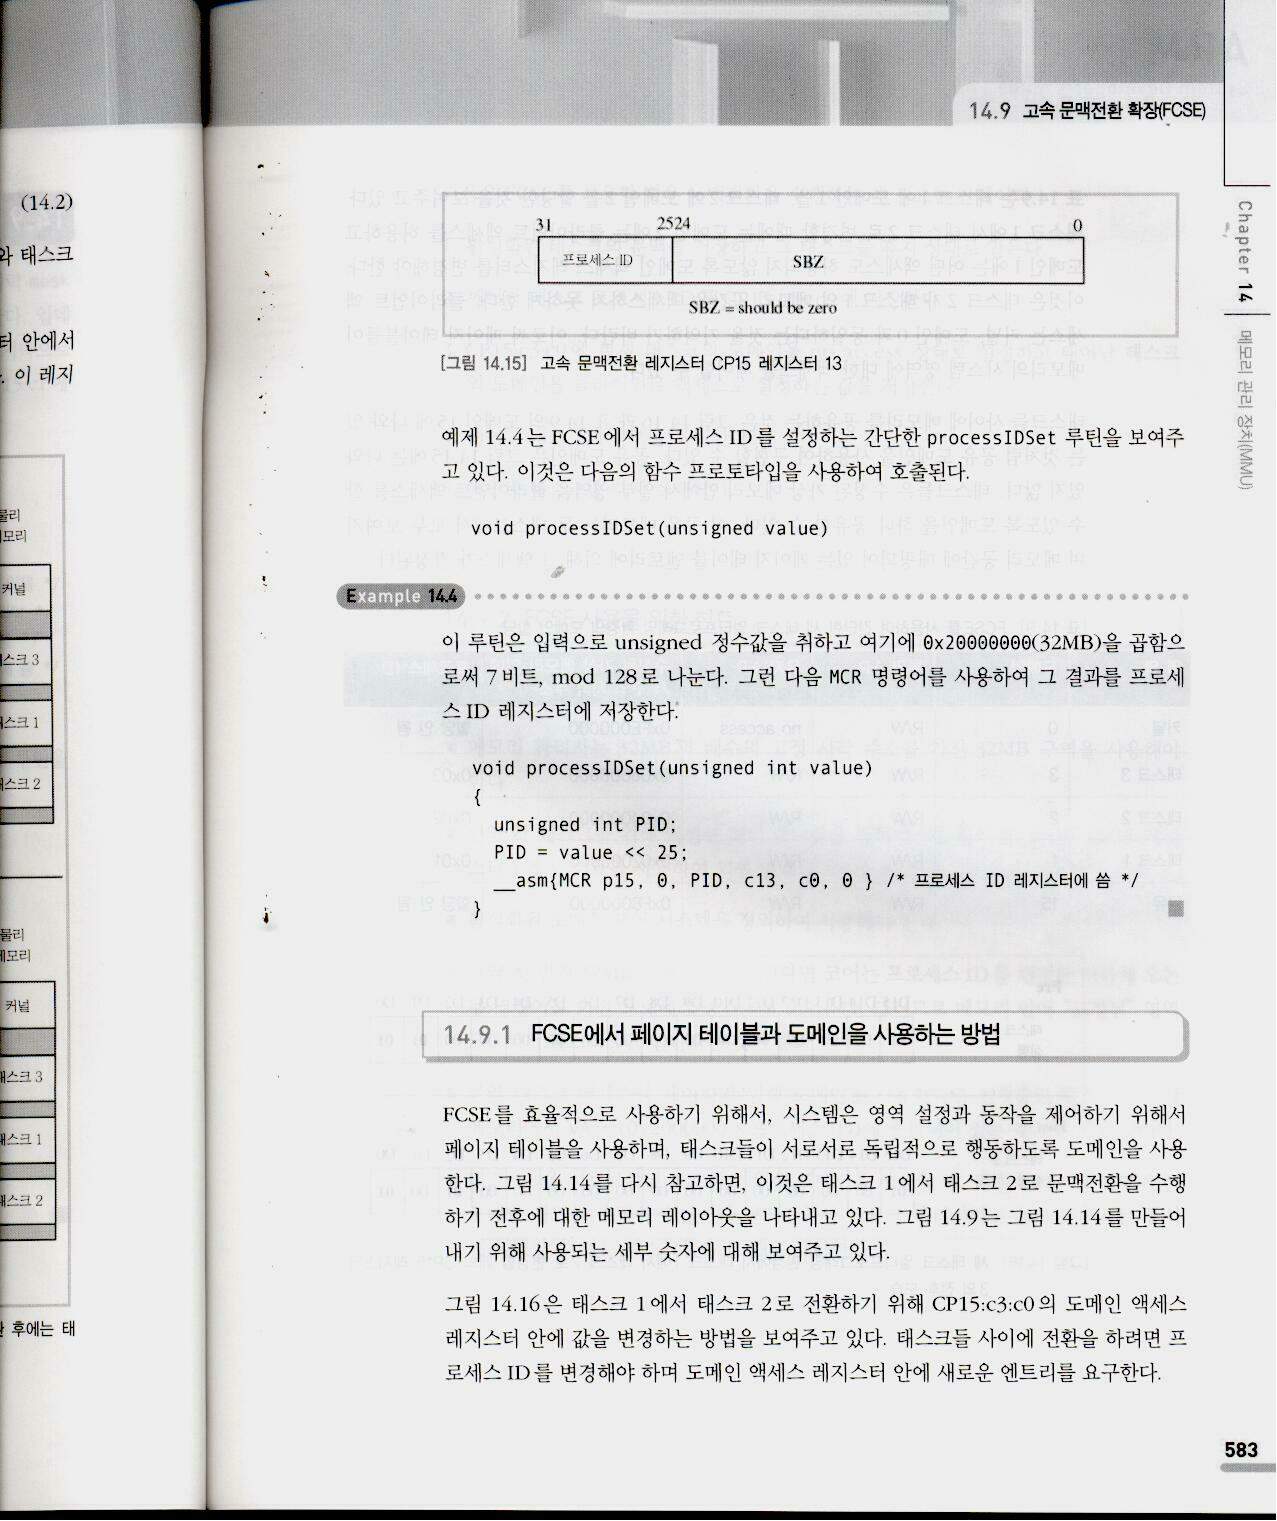 (14.2)
와 태스크
터 안에서
. 이 레지
물리
메모리
커널
태스크 3
태스크 1
태스크 2
물리
메모리
커널
태스크 3
태스크 1
태스크 2
후에는 태
14.9 고속 문맥전환 확장(FCSE)
Chapter 14 메모리 관리 장치(MMU)
31 2524 0
프로세스 ID SBZ
SBZ = should be zero
[그림 14.15] 고속 문맥전환 레지스터 CP15 레지스터 13
예제 14.4는 FCSE에서 프로세스 ID를 설정하는 간단한 processIDSet 루틴을 보여주
고 있다. 이것은 다음의 함수 프로토타입을 사용하여 호출된다.
void processIDSet(unsigned value)
Example 14.4
이 루틴은 입력으로 unsigned 정수값을 취하고 여기에 0x20000000(32MB)을 곱함으
로써 7비트, mod 128로 나눈다. 그런 다음 MCR 명령어를 사용하여 그 결과를 프로세
스 ID 레지스터에 저장한다.
void processIDSet(unsigned int value)
{
unsigned int PID;
PID = value << 25;
__asm{MCR p15, 0, PID, c13, c0, 0 } /* 프로세스 ID 레지스터에 씀 */
}
14.9.1 FCSE에서 페이지 테이블과 도메인을 사용하는 방법
FCSE를 효율적으로 사용하기 위해서, 시스템은 영역 설정과 동작을 제어하기 위해서
페이지 테이블을 사용하며, 태스크들이 서로서로 독립적으로 행동하도록 도메인을 사용
한다. 그림 14.14를 다시 참고하면, 이것은 태스크 1에서 태스크 2로 문맥전환을 수행
하기 전후에 대한 메모리 레이아웃을 나타내고 있다. 그림 14.9는 그림 14.14를 만들어
내기 위해 사용되는 세부 숫자에 대해 보여주고 있다.
그림 14.16은 태스크 1에서 태스크 2로 전환하기 위해 CP15:c3:c0의 도메인 액세스
레지스터 안에 값을 변경하는 방법을 보여주고 있다. 태스크들 사이에 전환을 하려면 프
로세스 ID를 변경해야 하며 도메인 액세스 레지스터 안에 새로운 엔트리를 요구한다.
583